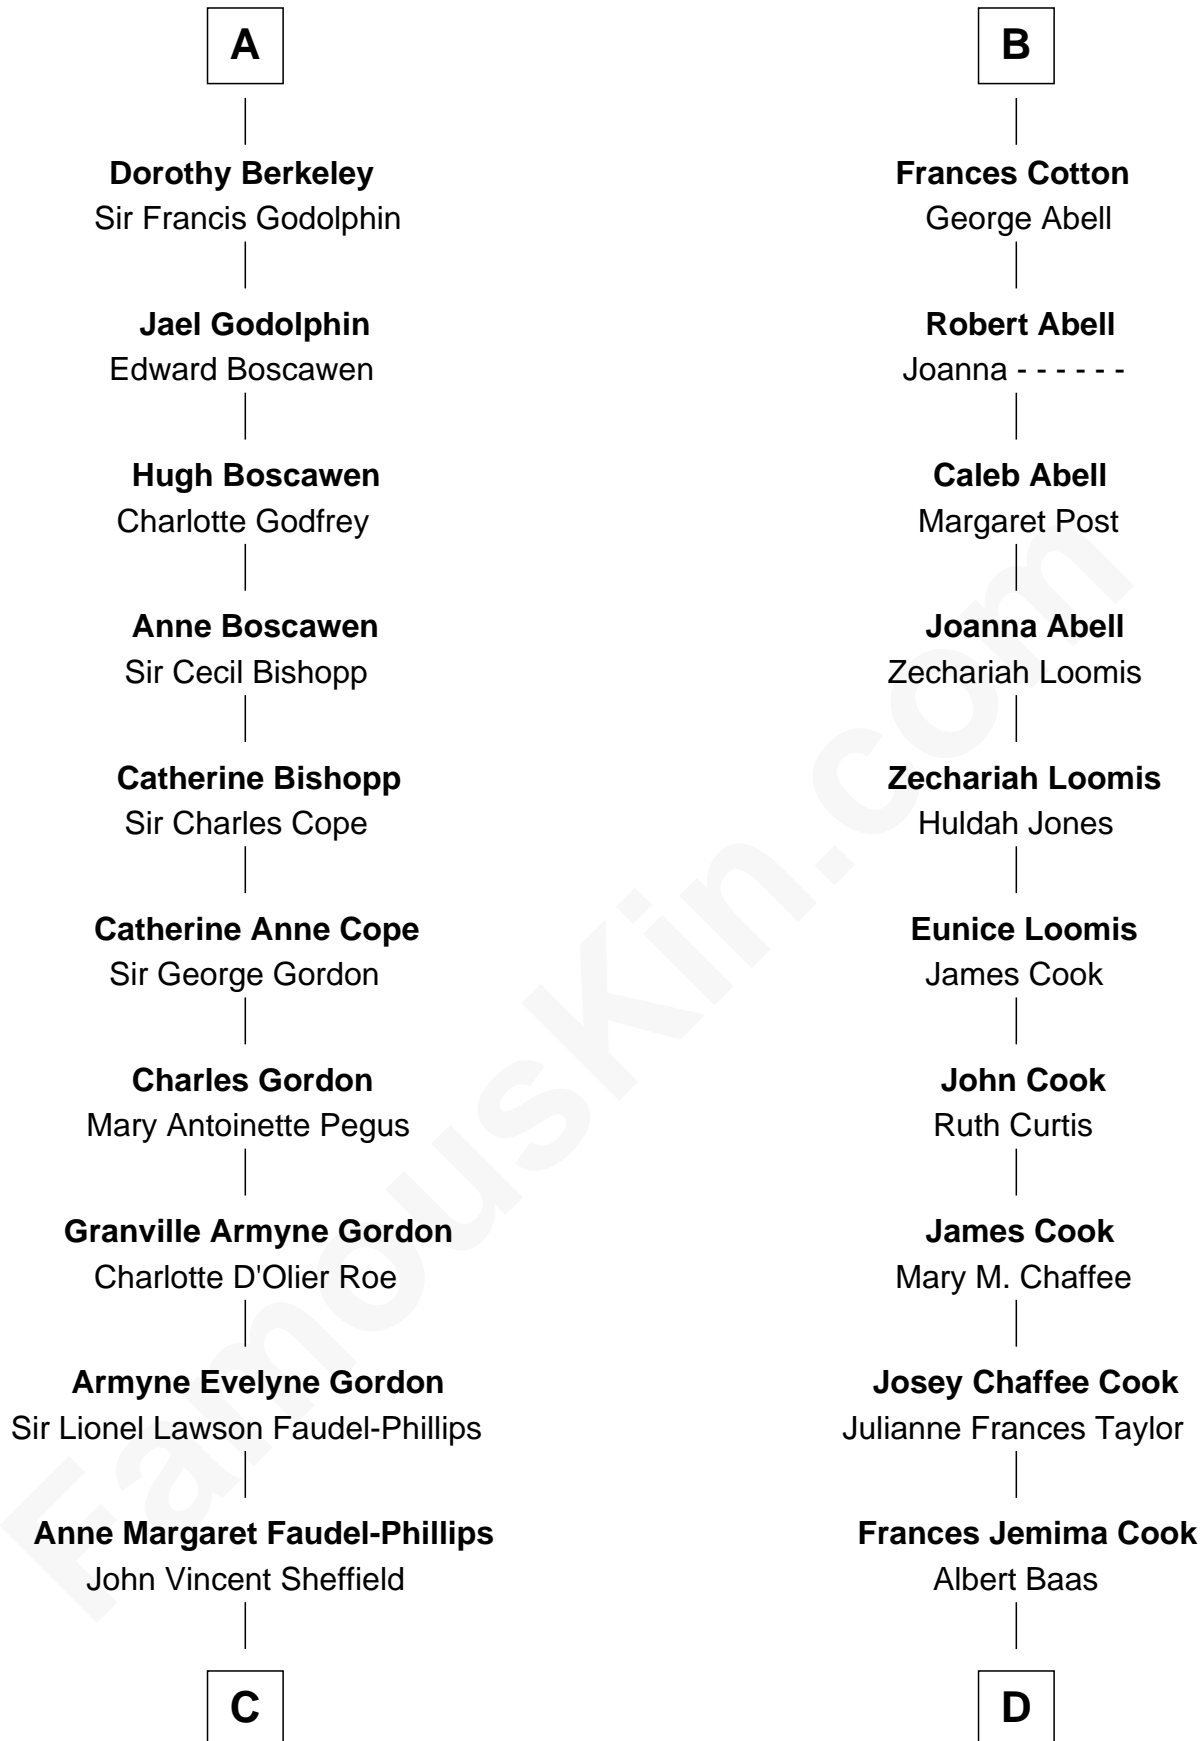 A
Dorothy Berkeley
Sir Francis Godolphin
Jael Godolphin
Edward Boscawen
Hugh Boscawen
Charlotte Godfrey
Anne Boscawen
Sir Cecil Bishopp
Catherine Bishopp
Sir Charles Cope
Catherine Anne Cope
Sir George Gordon
Charles Gordon
Mary Antoinette Pegus
Granville Armyne Gordon
Charlotte D'Olier Roe
Armyne Evelyne Gordon
Sir Lionel Lawson Faudel-Phillips
Anne Margaret Faudel-Phillips
John Vincent Sheffield
C
B
Frances Cotton
George Abell
Robert Abell
Joanna - - - - - -
Caleb Abell
Margaret Post
Joanna Abell
Zechariah Loomis
Zechariah Loomis
Huldah Jones
Eunice Loomis
James Cook
John Cook
Ruth Curtis
James Cook
Mary M. Chaffee
Josey Chaffee Cook
Julianne Frances Taylor
Frances Jemima Cook
Albert Baas
D
FamousKin.com